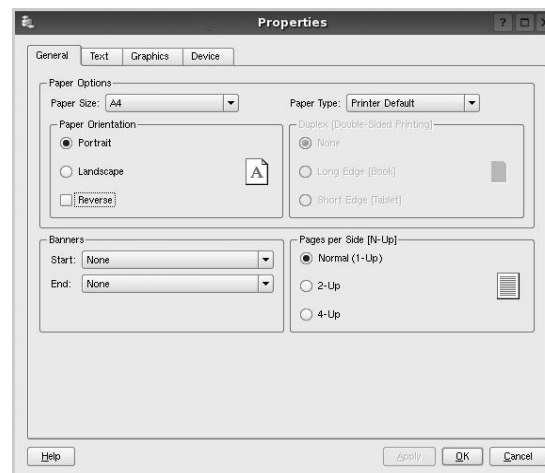 Properties
General Text Graphics Device
Paper Options
Paper Size: A4 Paper Type: Printer Default
Paper Orientation Duplex [Double-Sided Printing]
Portrait None
Landscape Long Edge [Book]
Reverse Short Edge [Tablet]
A
Banners Pages per Side [N-Up]
Start: None Normal (1-Up)
End: None 2-Up
4-Up
Help Apply OK Cancel